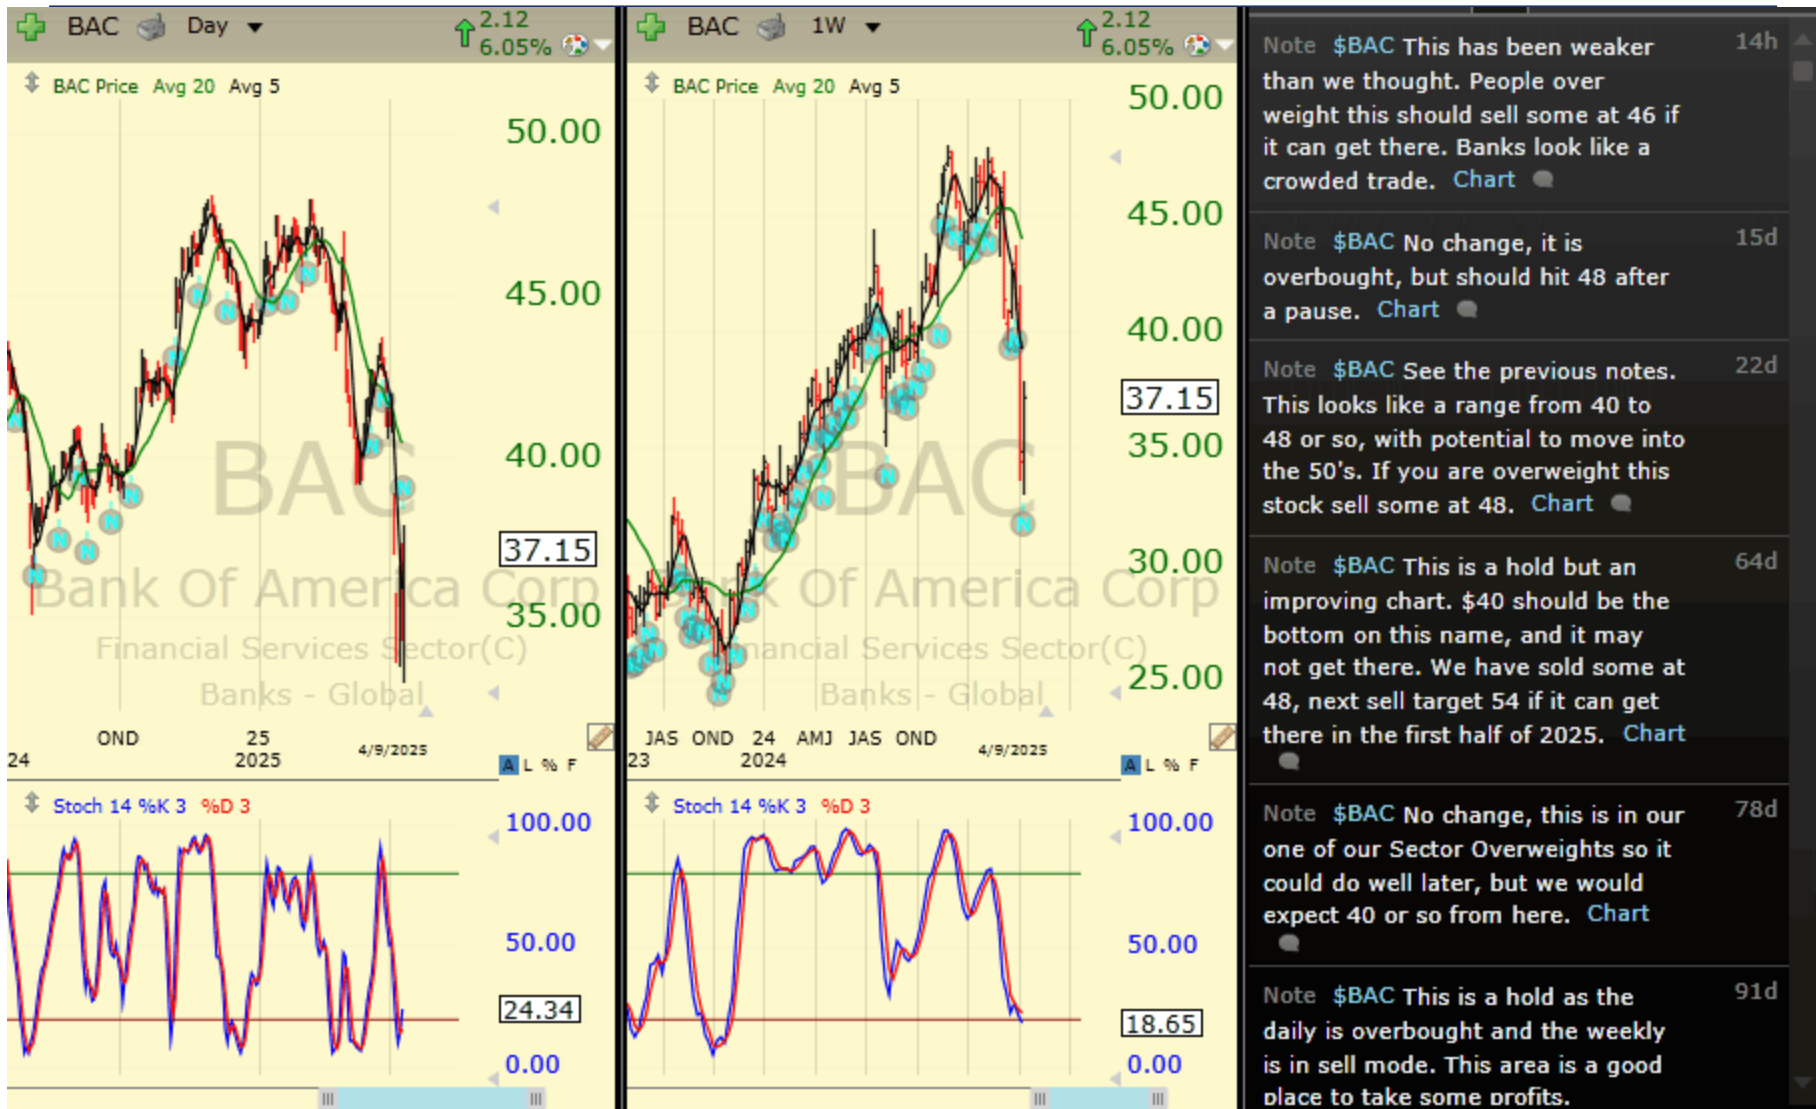 BAC Day
2.12
6.05%
BAC Price Avg 20 Avg 5
50.00
45.00
40.00
37.15
35.00
BAC
Bank Of America Corp
Financial Services Sector(C)
Banks - Global
OND 25 4/9/2025
24 2025
A L % F
Stoch 14 %K 3 %D 3
100.00
50.00
24.34
0.00
BAC 1W
2.12
6.05%
BAC Price Avg 20 Avg 5
50.00
45.00
40.00
37.15
35.00
30.00
25.00
BAC
Bank Of America Corp
Financial Services Sector(C)
Banks - Global
JAS OND 24 AMJ JAS OND 4/9/2025
23 2024
A L % F
Stoch 14 %K 3 %D 3
100.00
50.00
18.65
0.00
Note $BAC This has been weaker 14h
than we thought. People over
weight this should sell some at 46 if
it can get there. Banks look like a
crowded trade. Chart
Note $BAC No change, it is 15d
overbought, but should hit 48 after
a pause. Chart
Note $BAC See the previous notes. 22d
This looks like a range from 40 to
48 or so, with potential to move into
the 50's. If you are overweight this
stock sell some at 48. Chart
Note $BAC This is a hold but an 64d
improving chart. $40 should be the
bottom on this name, and it may
not get there. We have sold some at
48, next sell target 54 if it can get
there in the first half of 2025. Chart
Note $BAC No change, this is in our 78d
one of our Sector Overweights so it
could do well later, but we would
expect 40 or so from here. Chart
Note $BAC This is a hold as the 91d
daily is overbought and the weekly
is in sell mode. This area is a good
place to take some profits.